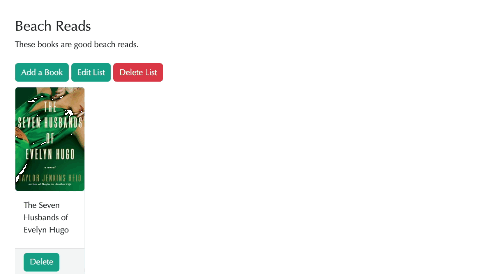 Beach Reads
These books are good beach reads.
Add a Book Edit List Delete List
THE
SEVEN HUSBANDS
OF
EVELYN HUGO
a novel
TAYLOR JENKINS REID
The Seven
Husbands of
Evelyn Hugo
Delete